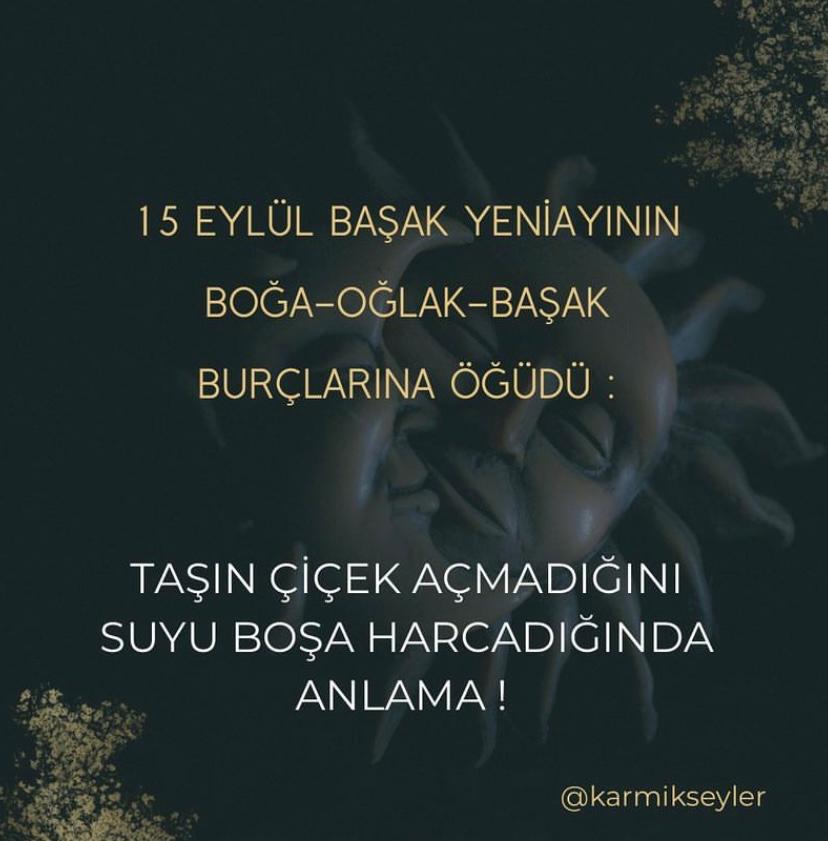 15 EYLÜL BAŞAK YENİAYININ
BOĞA-OĞLAK-BAŞAK
BURÇLARINA ÖĞÜDÜ :
TAŞIN ÇİÇEK AÇMADIĞINI
SUYU BOŞA HARCADIĞINDA
ANLAMA !
@karmikseyler